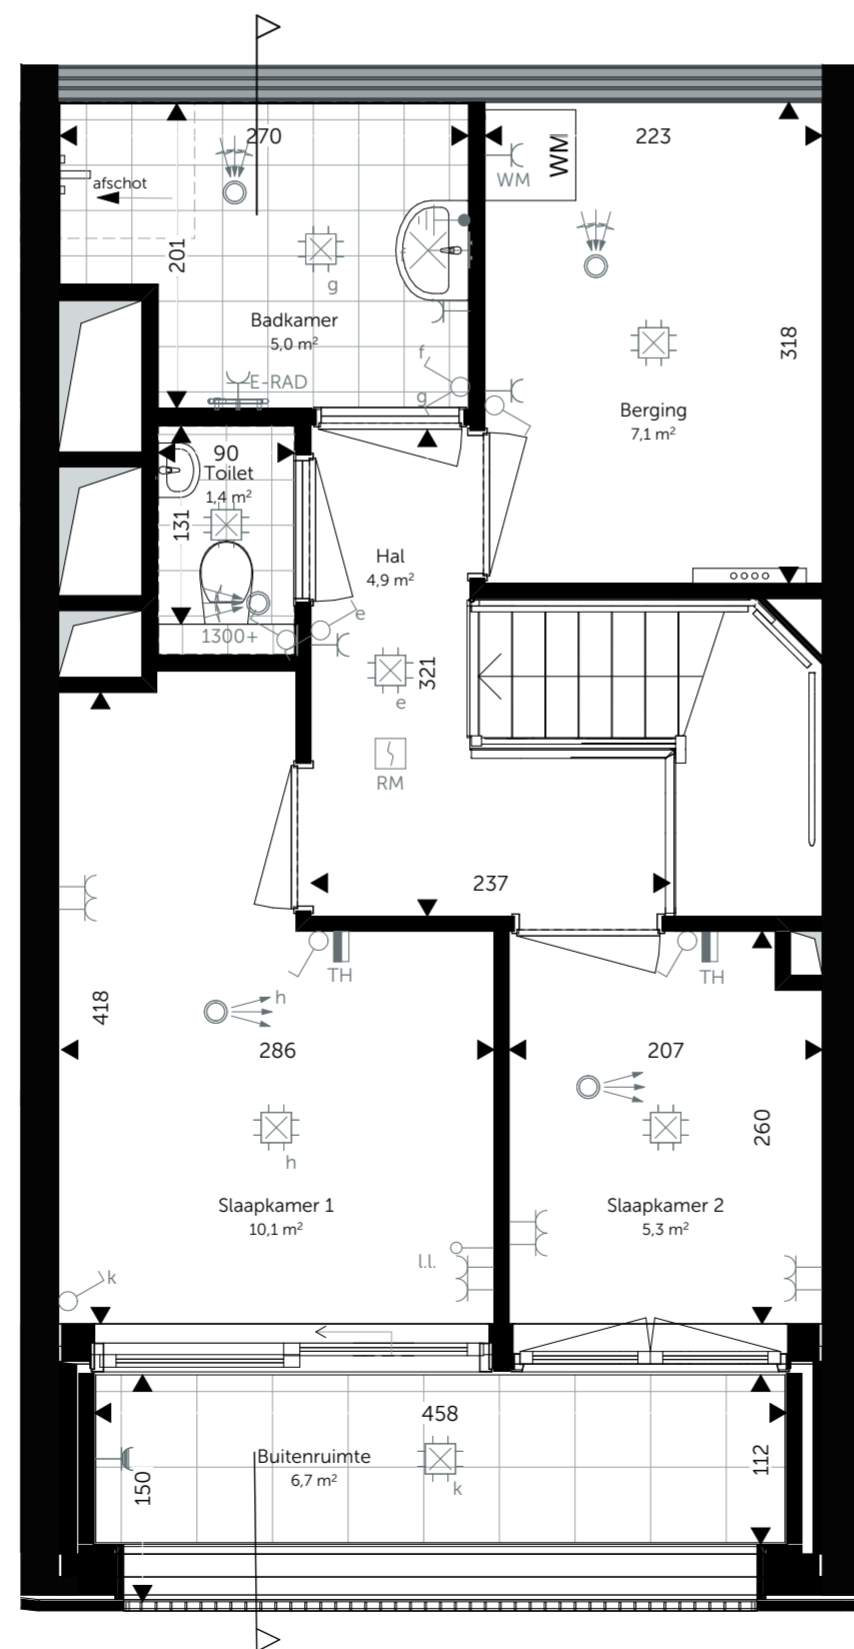 270
223
WM
WM
afschot
201
g
Badkamer
5,0 m²
318
f
E-RAD
g
Berging
7,1 m²
90
Toilet
1,4 m²
131
Hal
4,9 m²
e
1300+
321
e
RM
237
TH
TH
h
418
286
207
260
h
Slaapkamer 1
10,1 m²
Slaapkamer 2
5,3 m²
l.l.
k
458
Buitenruimte
6,7 m²
150
112
k